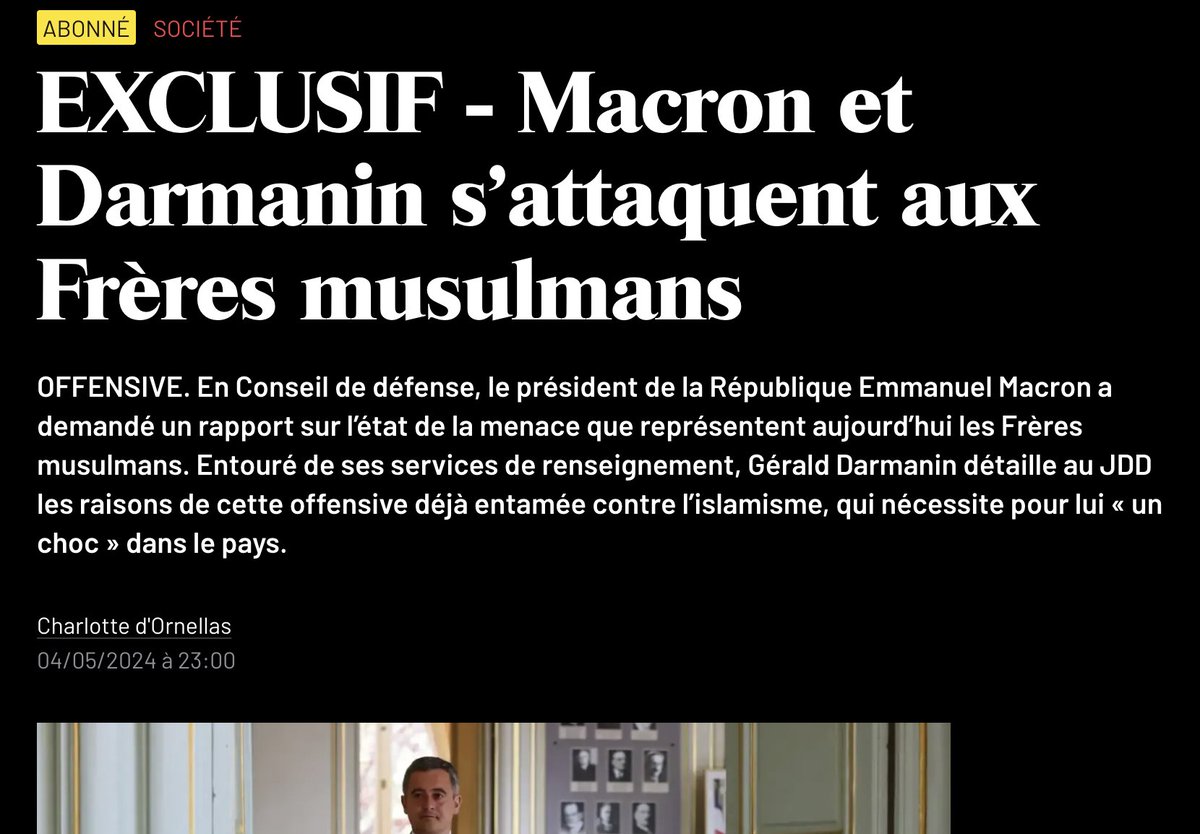 ABONNÉ SOCIÉTÉ
EXCLUSIF - Macron et
Darmanin s’attaquent aux
Frères musulmans
OFFENSIVE. En Conseil de défense, le président de la République Emmanuel Macron a
demandé un rapport sur l’état de la menace que représentent aujourd’hui les Frères
musulmans. Entouré de ses services de renseignement, Gérald Darmanin détaille au JDD
les raisons de cette offensive déjà entamée contre l’islamisme, qui nécessite pour lui « un
choc » dans le pays.
Charlotte d'Ornellas
04/05/2024 à 23:00